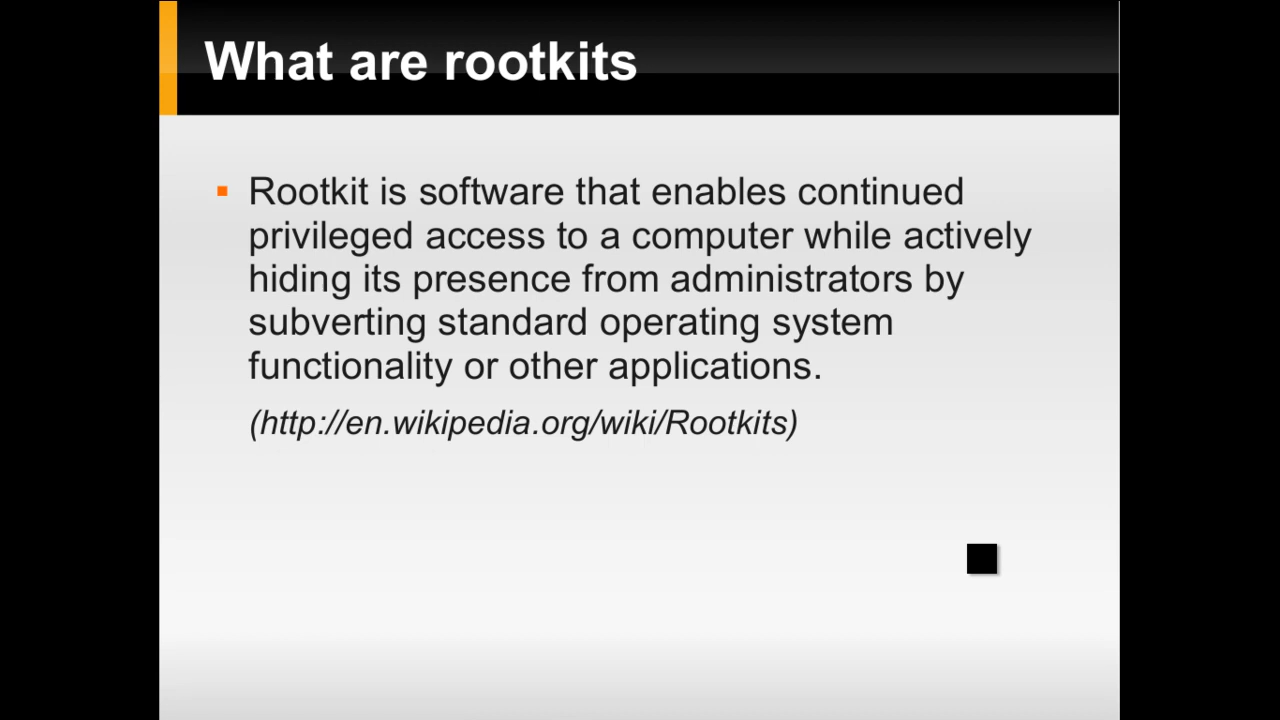 What are rootkits
Rootkit is software that enables continued
privileged access to a computer while actively
hiding its presence from administrators by
subverting standard operating system
functionality or other applications.
(http://en.wikipedia.org/wiki/Rootkits)